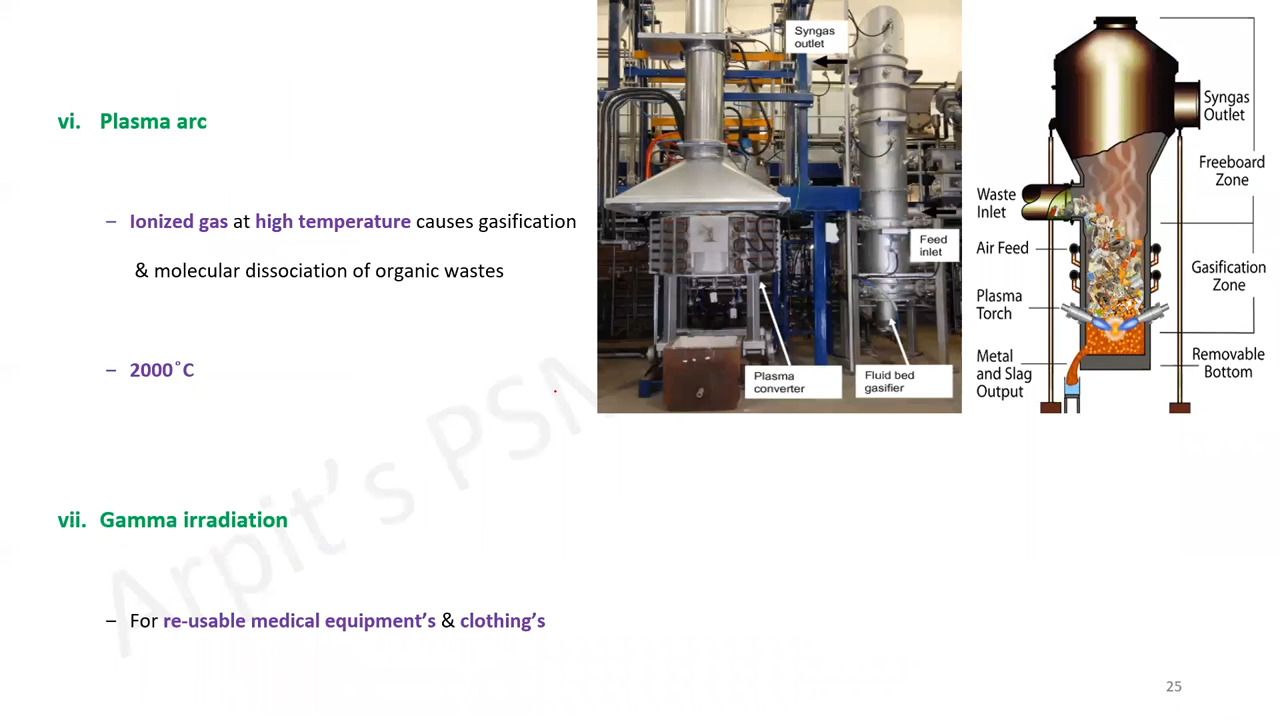 vi. Plasma arc
– Ionized gas at high temperature causes gasification
& molecular dissociation of organic wastes
– 2000˚C
vii. Gamma irradiation
– For re-usable medical equipment’s & clothing’s
Syngas
outlet
Feed
inlet
Plasma
converter
Fluid bed
gasifier
Syngas
Outlet
Freeboard
Zone
Waste
Inlet
Air Feed
Gasification
Zone
Plasma
Torch
Metal
and Slag
Output
Removable
Bottom
Arpit’s PSM
25